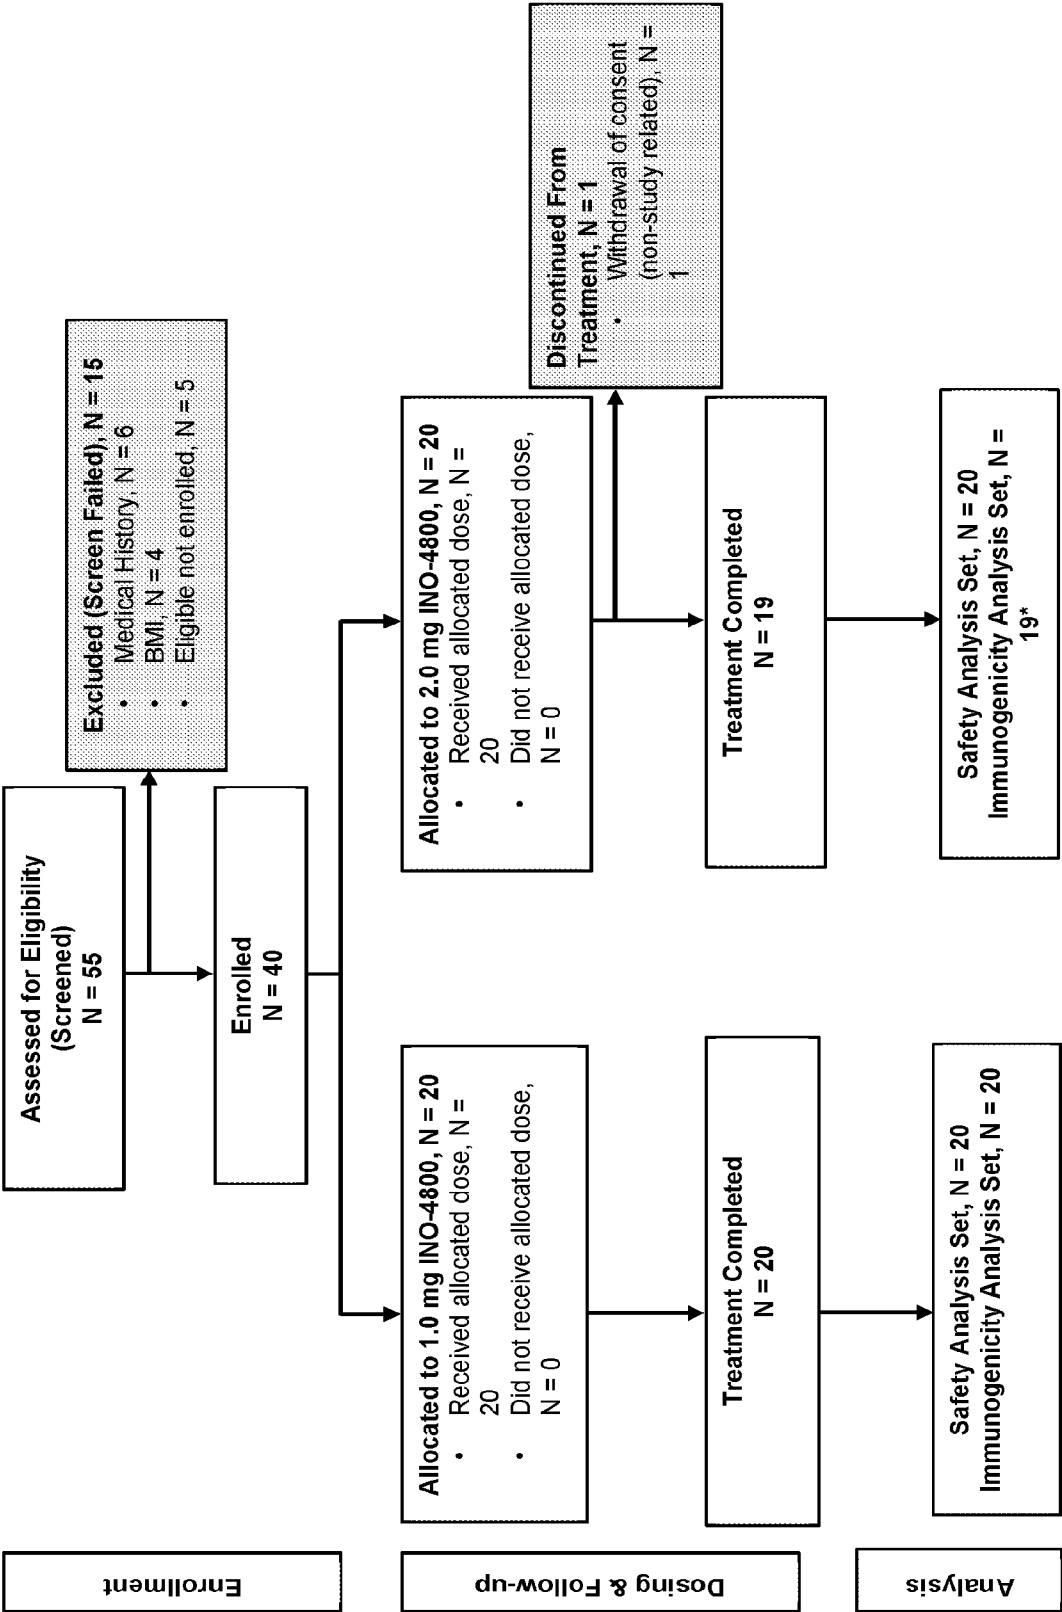 Enrollment
Assessed for Eligibility
(Screened)
N = 55
Excluded (Screen Failed), N = 15
• Medical History, N = 6
• BMI, N = 4
• Eligible not enrolled, N = 5
Enrolled
N = 40
Dosing & Follow-up
Allocated to 1.0 mg INO-4800, N = 20
• Received allocated dose, N =
20
• Did not receive allocated dose,
N = 0
Allocated to 2.0 mg INO-4800, N = 20
• Received allocated dose, N =
20
• Did not receive allocated dose,
N = 0
Discontinued From
Treatment, N = 1
• Withdrawal of consent
(non-study related), N =
1
Treatment Completed
N = 20
Treatment Completed
N = 19
Analysis
Safety Analysis Set, N = 20
Immunogenicity Analysis Set, N = 20
Safety Analysis Set, N = 20
Immunogenicity Analysis Set, N =
19*